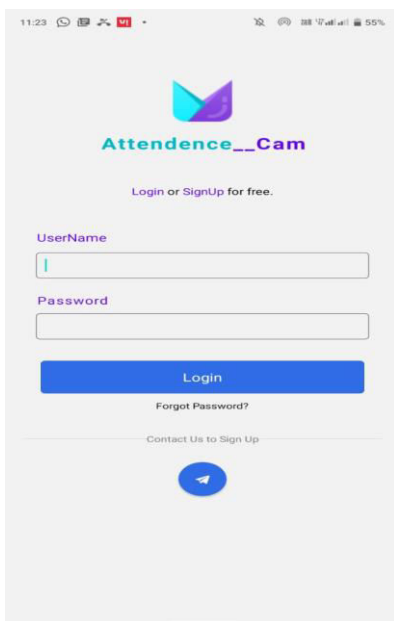 11:23 55%
Attendence__Cam
Login or SignUp for free.
UserName
Password
Login
Forgot Password?
Contact Us to Sign Up